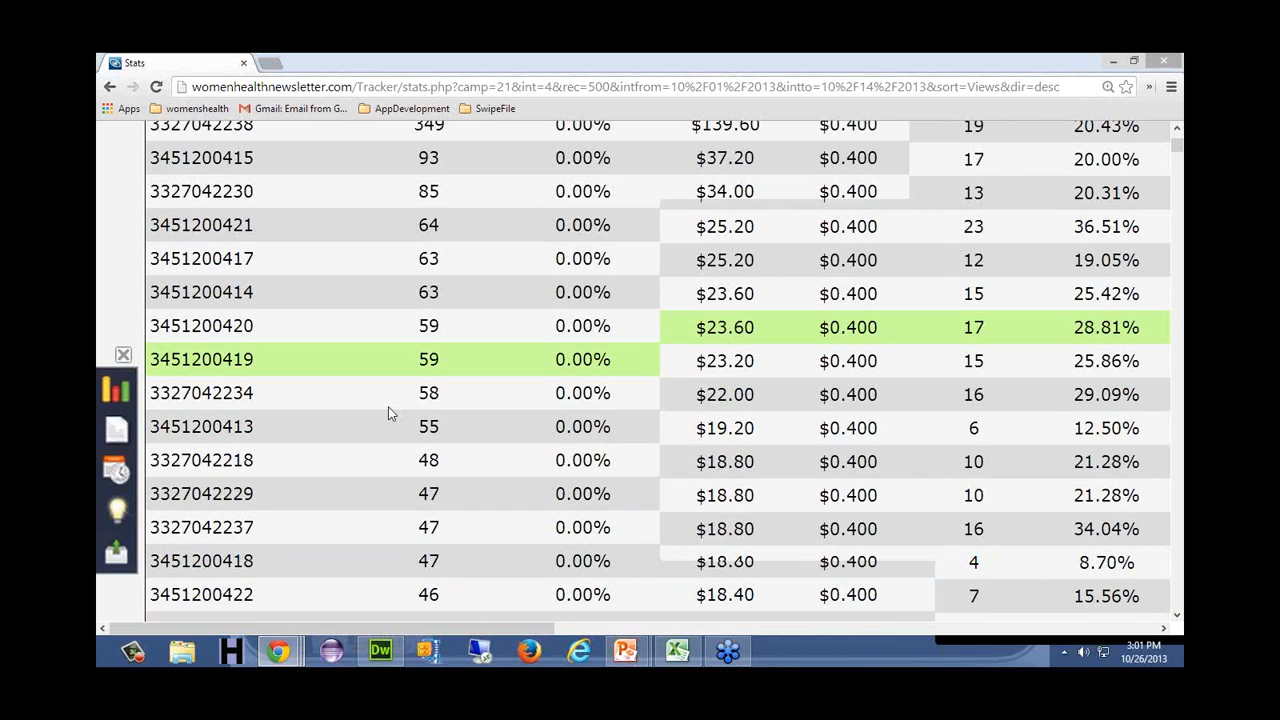 Stats
womenhealthnewsletter.com/Tracker/stats.php?camp=21&int=4&rec=500&intfrom=10%2F01%2F2013&intto=10%2F14%2F2013&sort=Views&dir=desc
Apps womenshealth Gmail: Email from G... AppDevelopment SwipeFile
3327042238 349 0.00% $139.60 $0.400 19 20.43%
3451200415 93 0.00% $37.20 $0.400 17 20.00%
3327042230 85 0.00% $34.00 $0.400 13 20.31%
3451200421 64 0.00% $25.20 $0.400 23 36.51%
3451200417 63 0.00% $25.20 $0.400 12 19.05%
3451200414 63 0.00% $23.60 $0.400 15 25.42%
3451200420 59 0.00% $23.60 $0.400 17 28.81%
3451200419 59 0.00% $23.20 $0.400 15 25.86%
3327042234 58 0.00% $22.00 $0.400 16 29.09%
3451200413 55 0.00% $19.20 $0.400 6 12.50%
3327042218 48 0.00% $18.80 $0.400 10 21.28%
3327042229 47 0.00% $18.80 $0.400 10 21.28%
3327042237 47 0.00% $18.80 $0.400 16 34.04%
3451200418 47 0.00% $18.60 $0.400 4 8.70%
3451200422 46 0.00% $18.40 $0.400 7 15.56%
H Dw
3:01 PM
10/26/2013